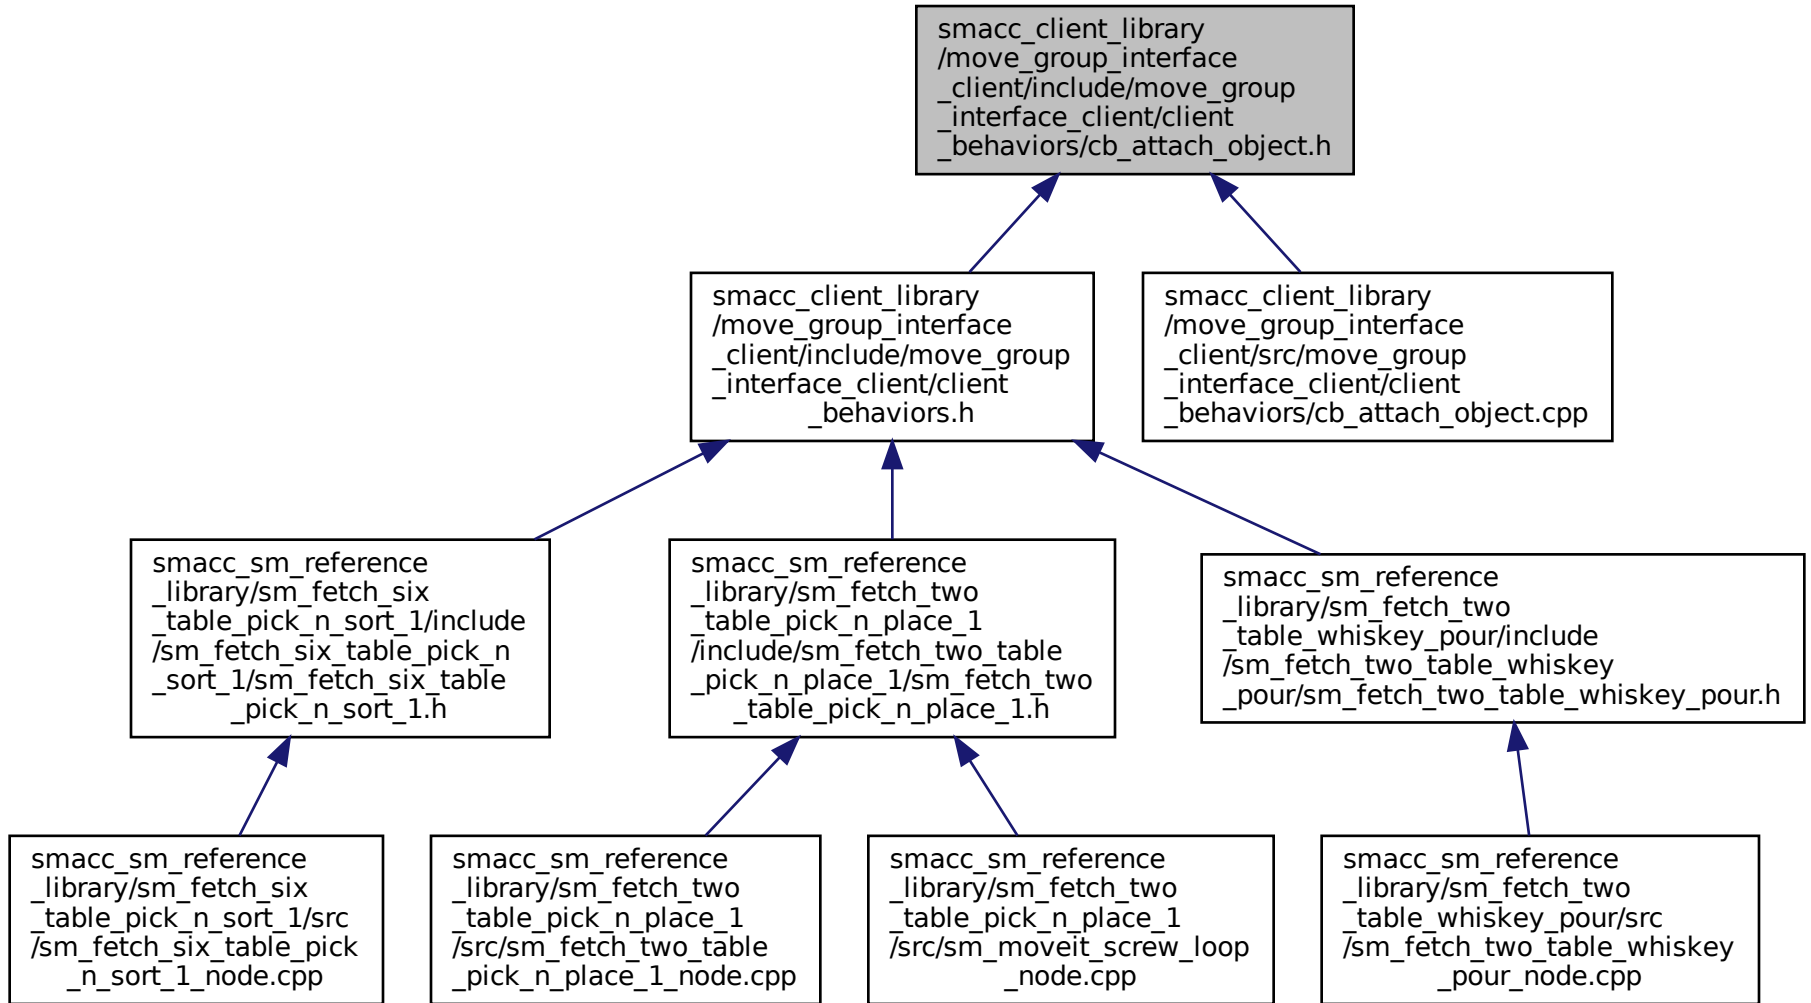 smacc_client_library
/move_group_interface
_client/include/move_group
_interface_client/client
_behaviors/cb_attach_object.h
smacc_client_library
/move_group_interface
_client/include/move_group
_interface_client/client
_behaviors.h
smacc_client_library
/move_group_interface
_client/src/move_group
_interface_client/client
_behaviors/cb_attach_object.cpp
smacc_sm_reference
_library/sm_fetch_six
_table_pick_n_sort_1/include
/sm_fetch_six_table_pick_n
_sort_1/sm_fetch_six_table
_pick_n_sort_1.h
smacc_sm_reference
_library/sm_fetch_two
_table_pick_n_place_1
/include/sm_fetch_two_table
_pick_n_place_1/sm_fetch_two
_table_pick_n_place_1.h
smacc_sm_reference
_library/sm_fetch_two
_table_whiskey_pour/include
/sm_fetch_two_table_whiskey
_pour/sm_fetch_two_table_whiskey_pour.h
smacc_sm_reference
_library/sm_fetch_six
_table_pick_n_sort_1/src
/sm_fetch_six_table_pick
_n_sort_1_node.cpp
smacc_sm_reference
_library/sm_fetch_two
_table_pick_n_place_1
/src/sm_fetch_two_table
_pick_n_place_1_node.cpp
smacc_sm_reference
_library/sm_fetch_two
_table_pick_n_place_1
/src/sm_moveit_screw_loop
_node.cpp
smacc_sm_reference
_library/sm_fetch_two
_table_whiskey_pour/src
/sm_fetch_two_table_whiskey
_pour_node.cpp